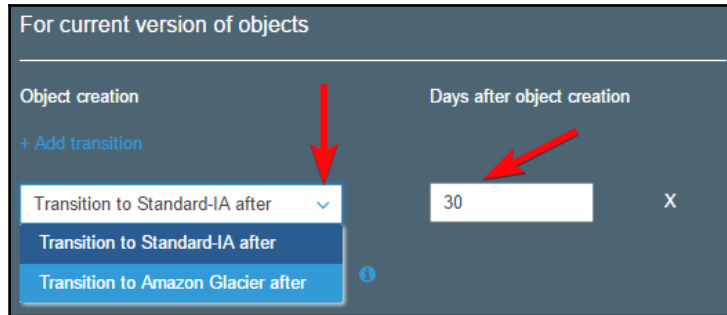 For current version of objects
Object creation
Days after object creation
+ Add transition
Transition to Standard-IA after
30
X
Transition to Standard-IA after
Transition to Amazon Glacier after
i